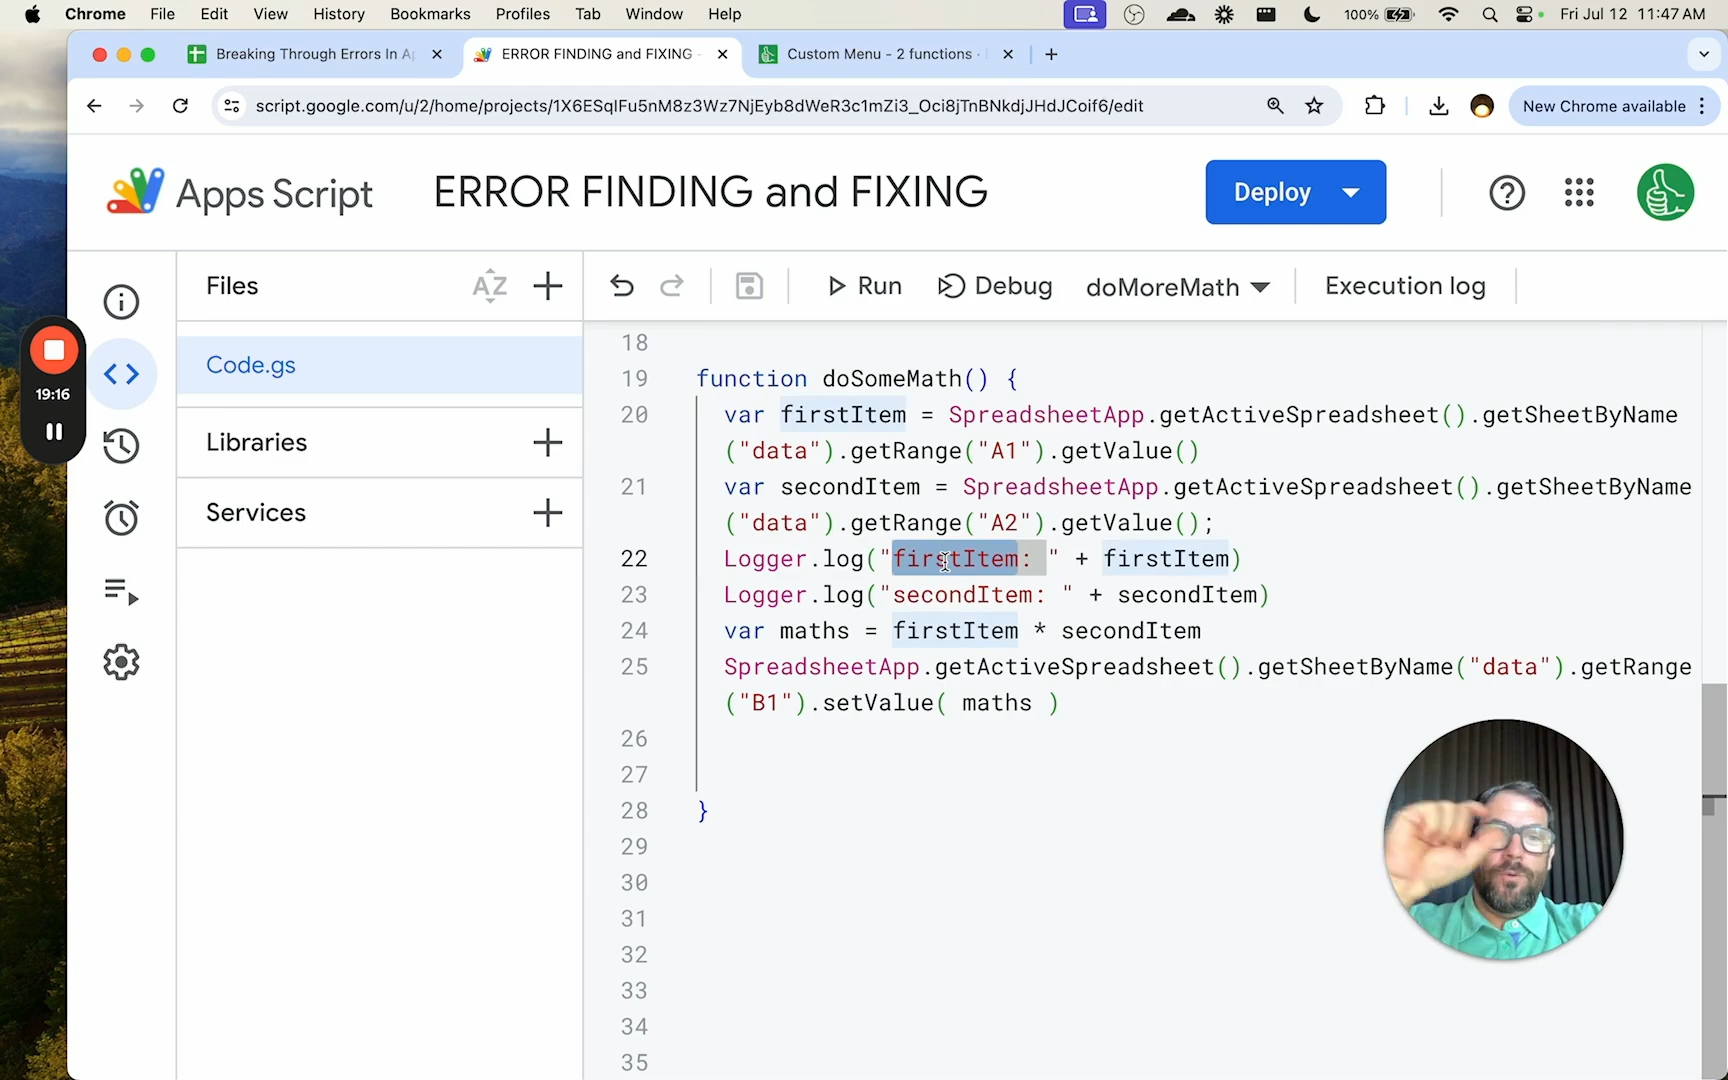 Chrome File Edit View History Bookmarks Profiles Tab Window Help 100% Fri Jul 12 11:47 AM
Breaking Through Errors In Ap ERROR FINDING and FIXING - Custom Menu - 2 functions ·
script.google.com/u/2/home/projects/1X6ESqIFu5nM8z3Wz7NjEyb8dWeR3c1mZi3_Oci8jTnBNkdjJHdJCoif6/edit New Chrome available
Apps Script ERROR FINDING and FIXING Deploy
Files AZ Run Debug doMoreMath Execution log
19:16
Code.gs
Libraries
Services
18
19 function doSomeMath() {
20 var firstItem = SpreadsheetApp.getActiveSpreadsheet().getSheetByName
("data").getRange("A1").getValue()
21 var secondItem = SpreadsheetApp.getActiveSpreadsheet().getSheetByName
("data").getRange("A2").getValue();
22 Logger.log("firstItem: " + firstItem)
23 Logger.log("secondItem: " + secondItem)
24 var maths = firstItem * secondItem
25 SpreadsheetApp.getActiveSpreadsheet().getSheetByName("data").getRange
("B1").setValue( maths )
26
27
28 }
29
30
31
32
33
34
35